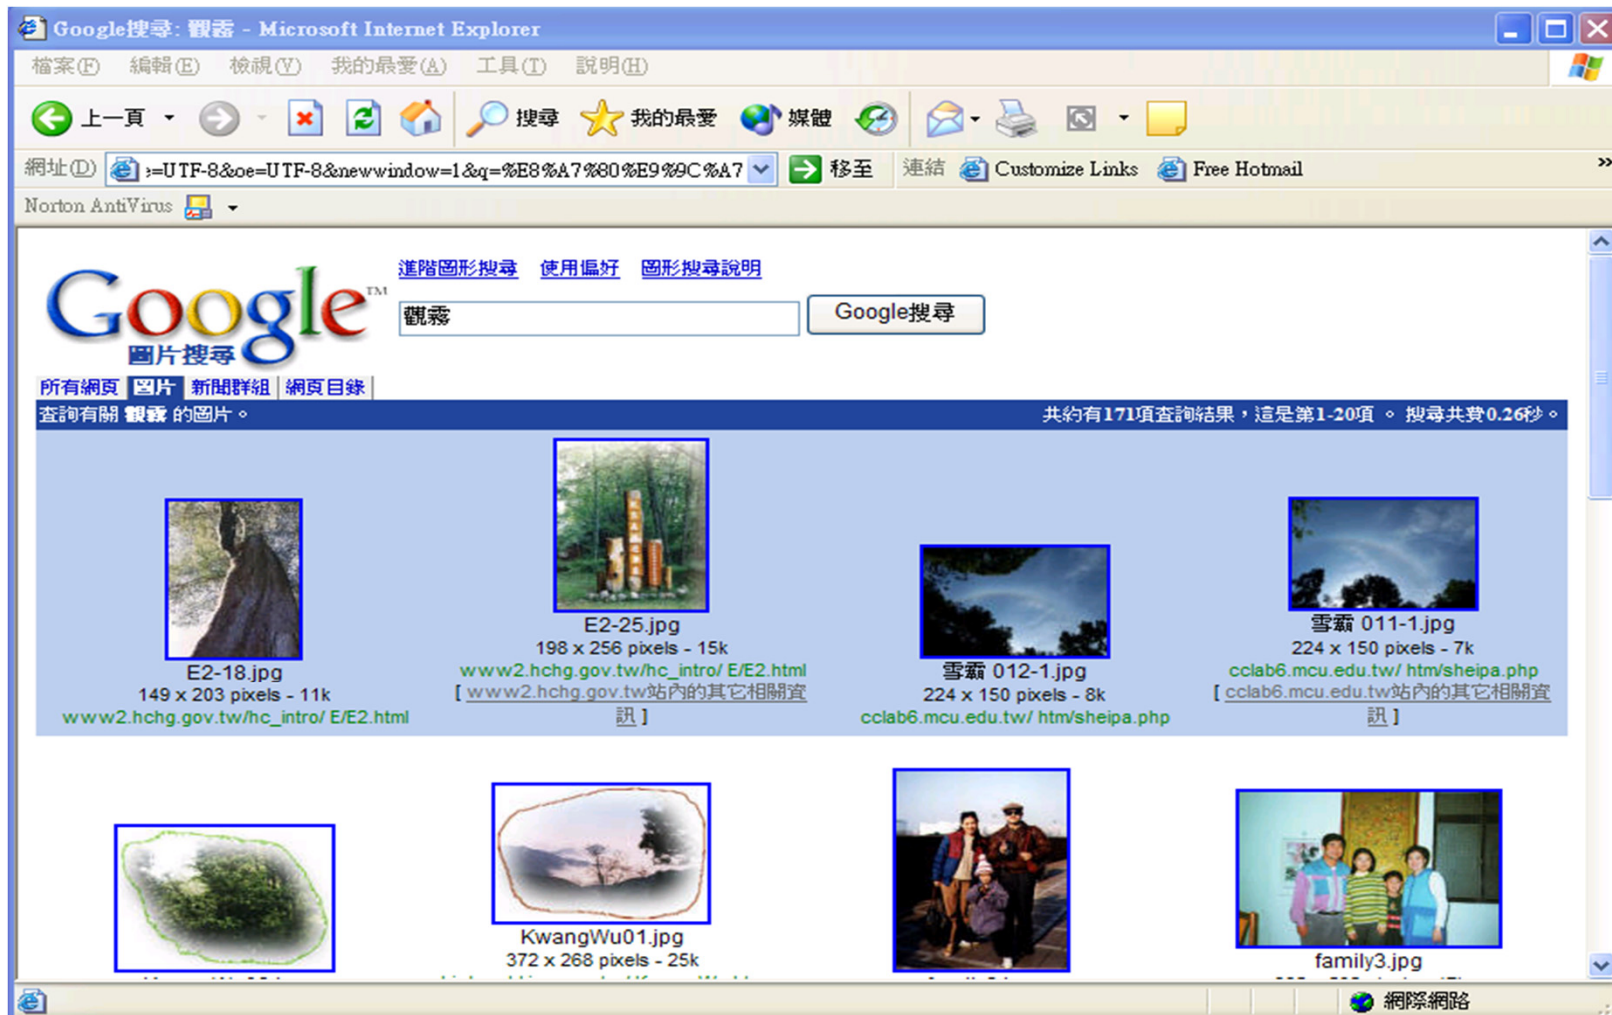 Google搜尋: 觀霧 - Microsoft Internet Explorer
檔案(F) 編輯(E) 檢視(V) 我的最愛(A) 工具(T) 說明(H)
上一頁 搜尋 我的最愛 媒體
網址(D) :=UTF-8&oe=UTF-8&newwindow=1&q=%E8%A7%80%E9%9C%A7 移至 連結 Customize Links Free Hotmail »
Norton AntiVirus
進階圖形搜尋 使用偏好 圖形搜尋說明
Google™
觀霧 Google搜尋
圖片搜尋
所有網頁 圖片 新聞群組 網頁目錄
查詢有關 觀霧 的圖片。 共約有171項查詢結果，這是第1-20項 。 搜尋共費0.26秒。
E2-18.jpg
149 x 203 pixels - 11k
www2.hchg.gov.tw/hc_intro/ E/E2.html
E2-25.jpg
198 x 256 pixels - 15k
www2.hchg.gov.tw/hc_intro/ E/E2.html
[ www2.hchg.gov.tw站內的其它相關資
訊 ]
雪霸 012-1.jpg
224 x 150 pixels - 8k
cclab6.mcu.edu.tw/ htm/sheipa.php
雪霸 011-1.jpg
224 x 150 pixels - 7k
cclab6.mcu.edu.tw/ htm/sheipa.php
[ cclab6.mcu.edu.tw站內的其它相關資
訊 ]
KwangWu01.jpg
372 x 268 pixels - 25k
family3.jpg
網際網路